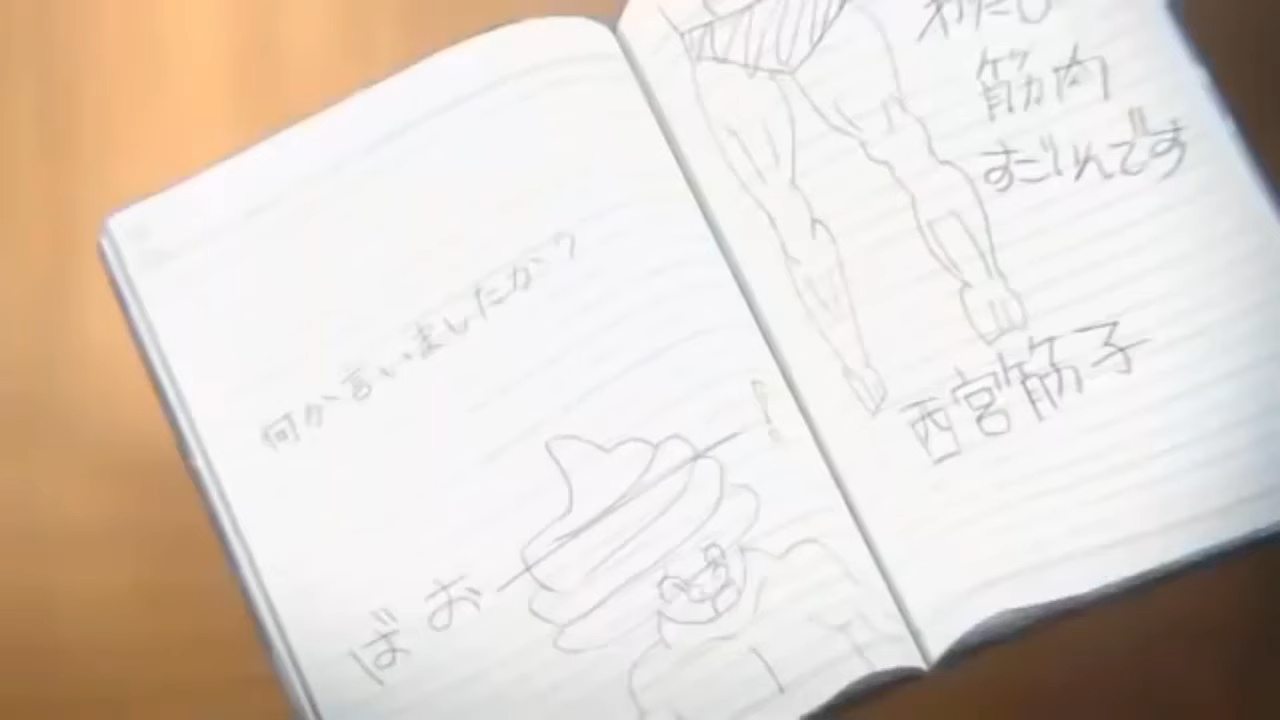 何か言いましたか?
ばおー!
わたし
筋肉
すごいんです
西宮筋子